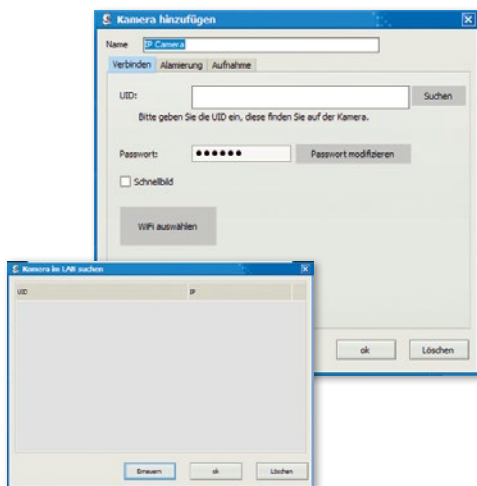 Kamera hinzufügen
Name IP Camera
Verbinden Alamierung Aufnahme
UID: Suchen
Bitte geben Sie die UID ein, diese finden Sie auf der Kamera.
Passwort: ●●●●●● Passwort modifizieren
Schnellbild
WiFi auswählen
ok Löschen
Kamera im LAN suchen
UID IP
Erneuern ok Löschen